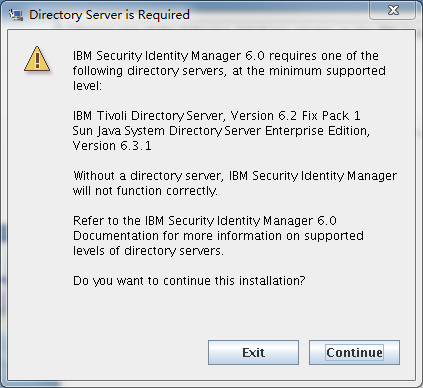 Directory Server is Required
IBM Security Identity Manager 6.0 requires one of the
following directory servers, at the minimum supported
level:
IBM Tivoli Directory Server, Version 6.2 Fix Pack 1
Sun Java System Directory Server Enterprise Edition,
Version 6.3.1
Without a directory server, IBM Security Identity Manager
will not function correctly.
Refer to the IBM Security Identity Manager 6.0
Documentation for more information on supported
levels of directory servers.
Do you want to continue this installation?
Exit
Continue